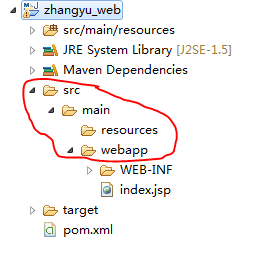 zhangyu_web
src/main/resources
JRE System Library [J2SE-1.5]
Maven Dependencies
src
main
resources
webapp
WEB-INF
index.jsp
target
pom.xml